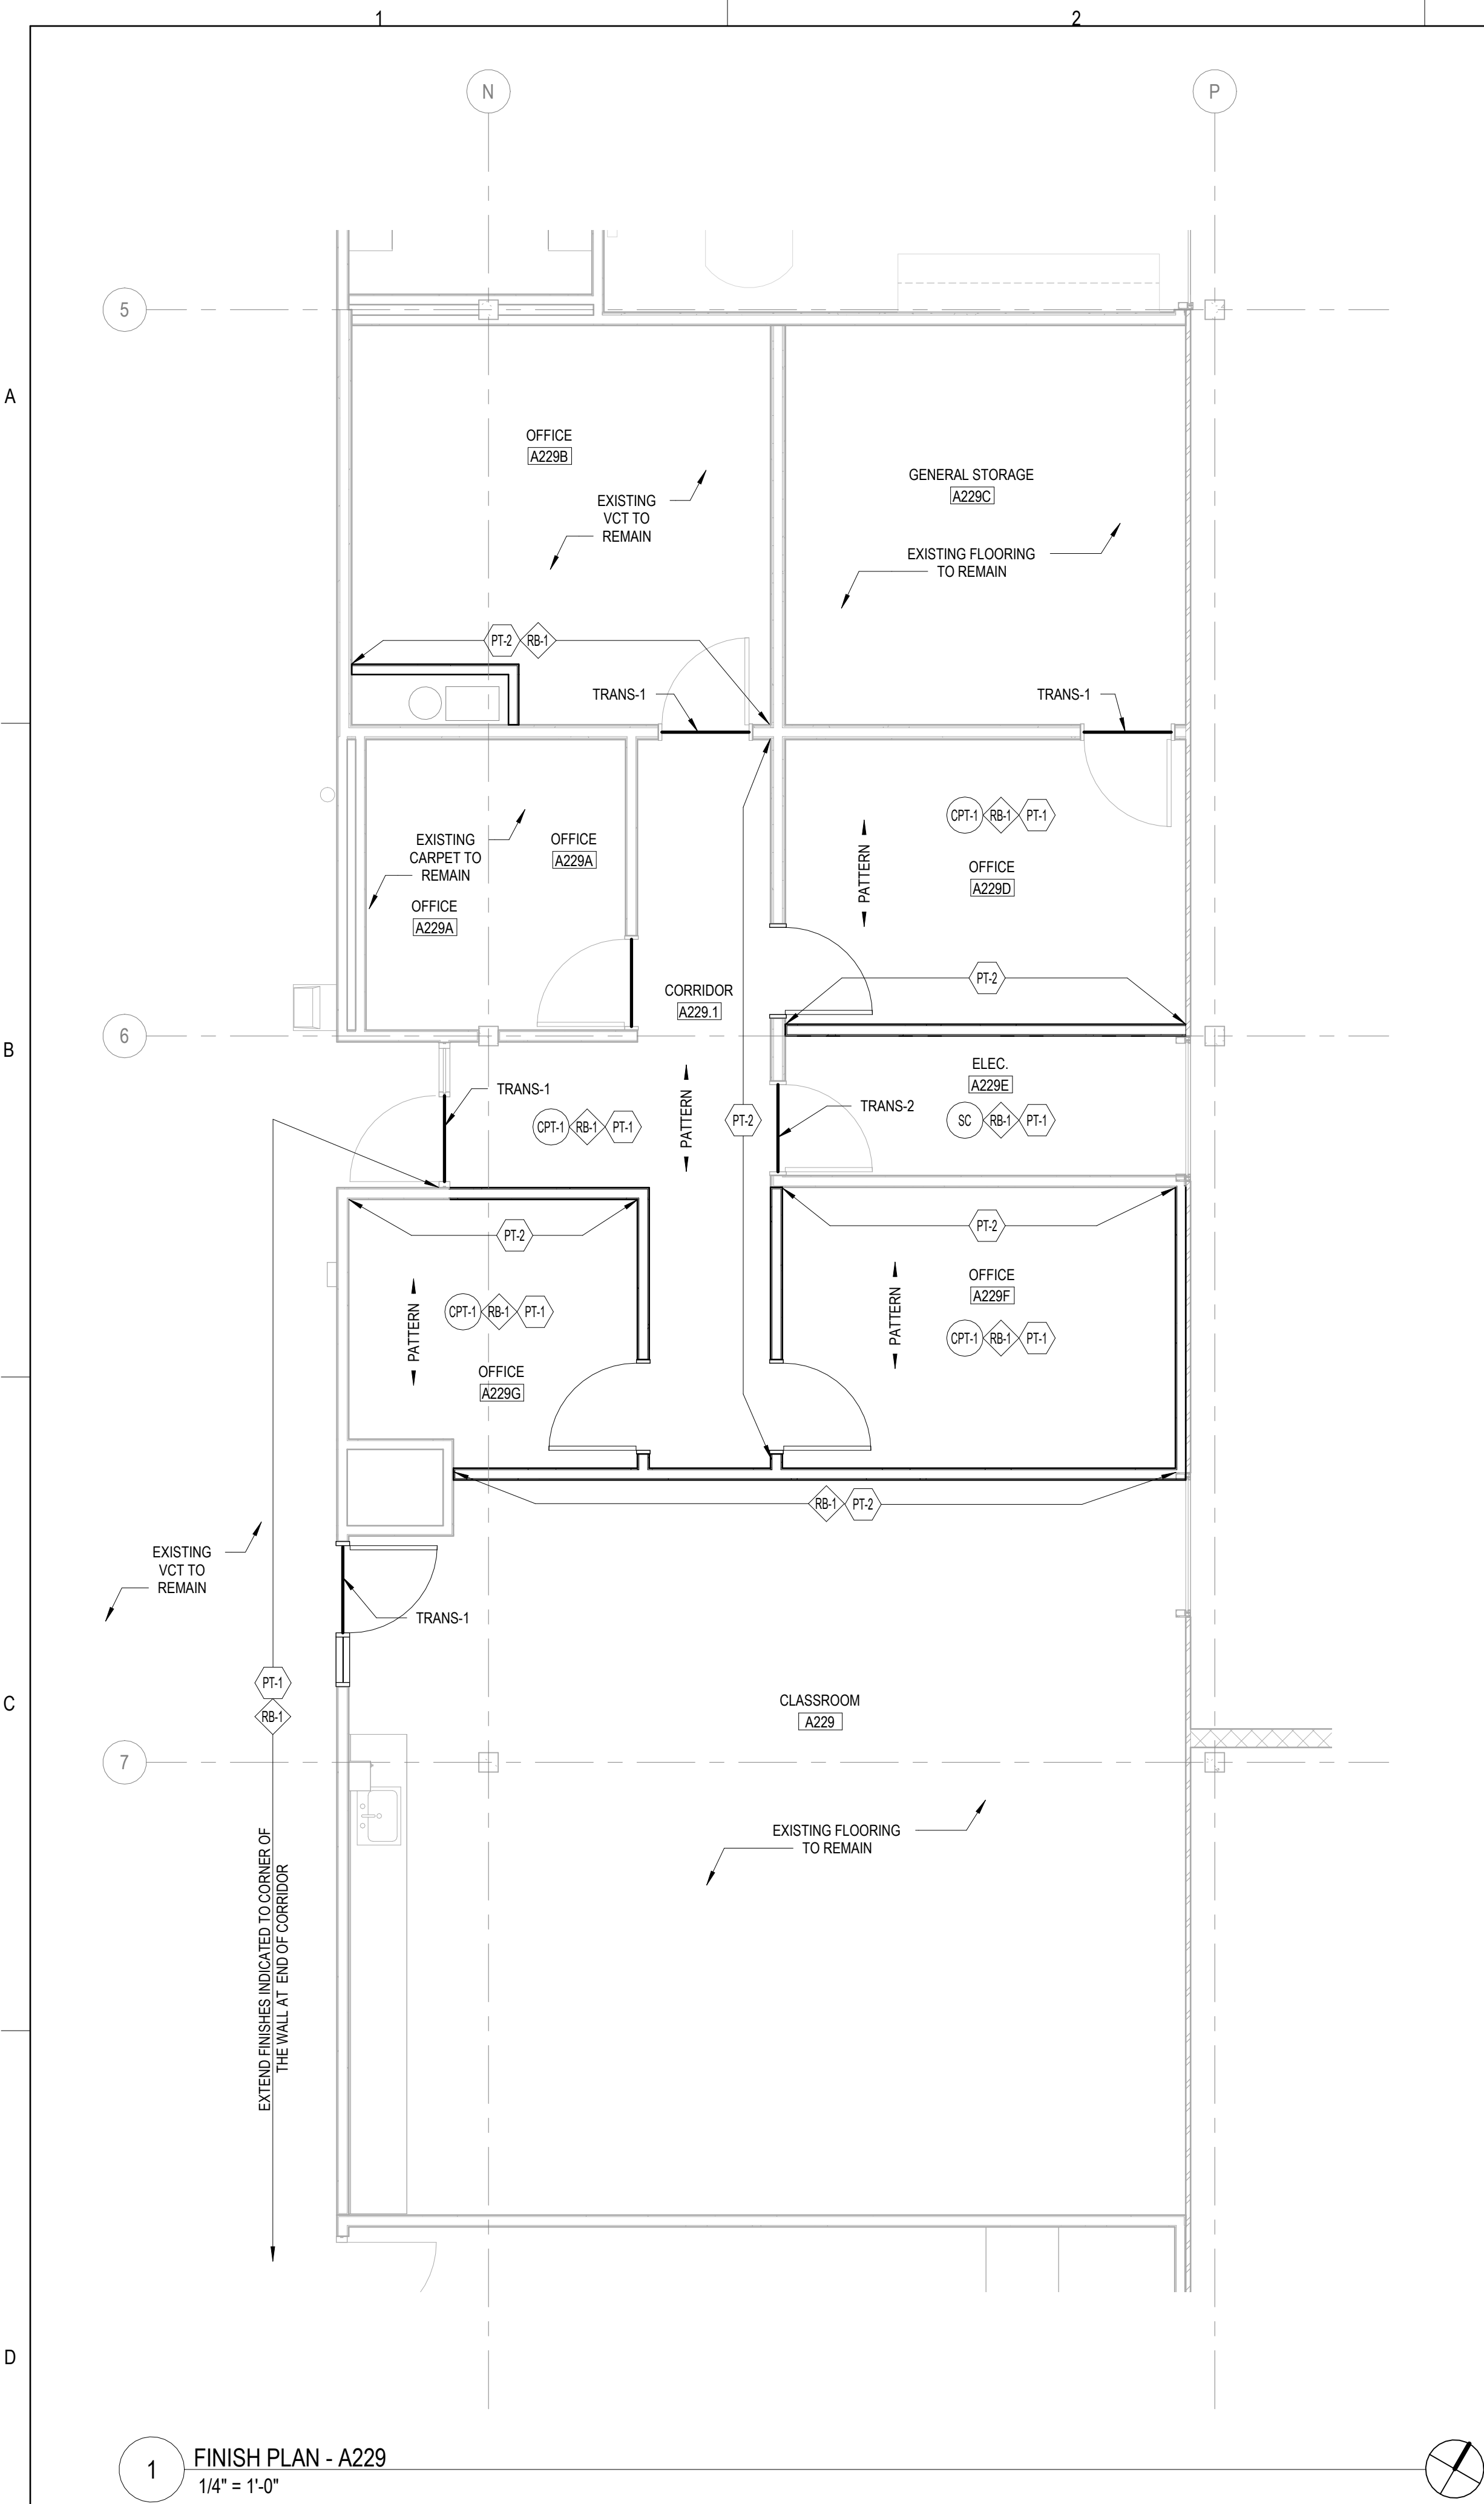 1
2
N
P
5
A
OFFICE
A229B
GENERAL STORAGE
A229C
EXISTING
VCT TO
REMAIN
EXISTING FLOORING
TO REMAIN
PT-2
RB-1
TRANS-1
TRANS-1
CPT-1
RB-1
PT-1
EXISTING
CARPET TO
REMAIN
OFFICE
A229A
OFFICE
A229A
PATTERN
OFFICE
A229D
PT-2
CORRIDOR
A229.1
6
B
ELEC.
A229E
TRANS-1
TRANS-2
CPT-1
RB-1
PT-1
PATTERN
PT-2
SC
RB-1
PT-1
PT-2
PT-2
OFFICE
A229F
PATTERN
CPT-1
RB-1
PT-1
PATTERN
CPT-1
RB-1
PT-1
OFFICE
A229G
RB-1
PT-2
EXISTING
VCT TO
REMAIN
TRANS-1
PT-1
RB-1
C
CLASSROOM
A229
7
EXISTING FLOORING
TO REMAIN
EXTEND FINISHES INDICATED TO CORNER OF
THE WALL AT END OF CORRIDOR
D
1
FINISH PLAN - A229
1/4" = 1'-0"